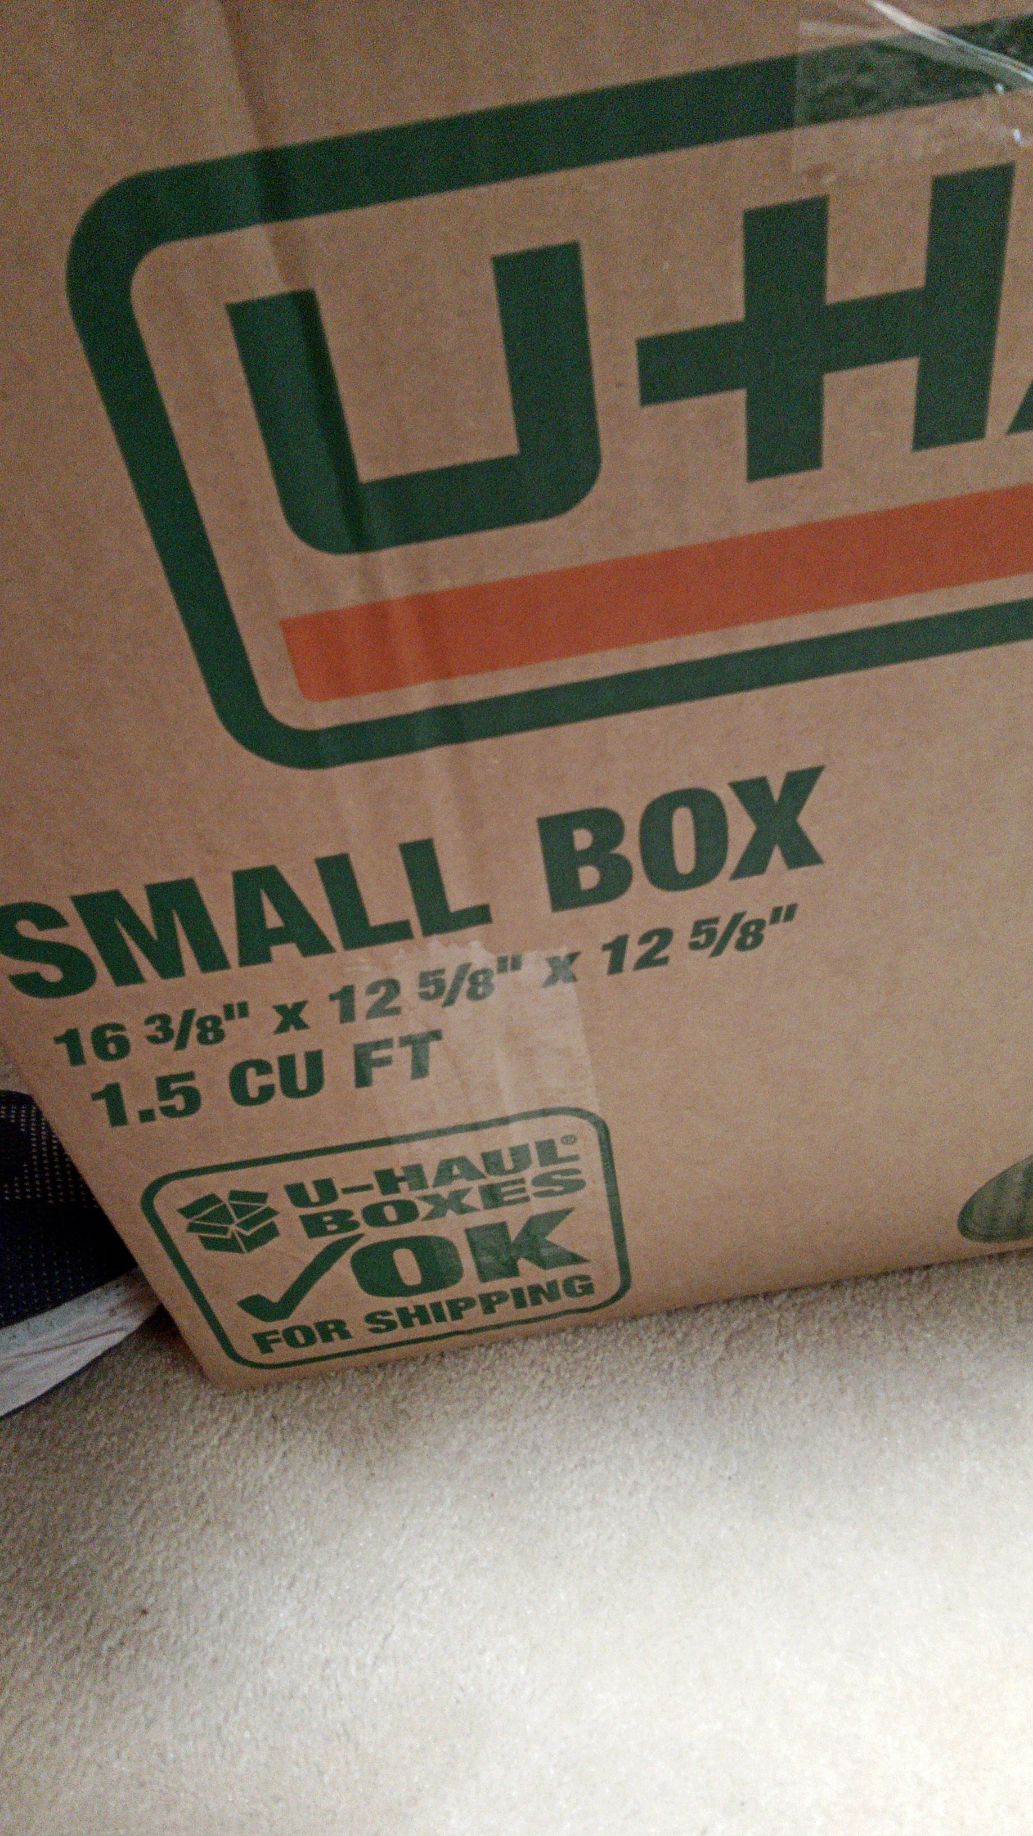 U-HA
SMALL BOX
16 3/8" x 12 5/8" x 12 5/8"
1.5 CU FT
U-HAUL®
BOXES
✓OK
FOR SHIPPING